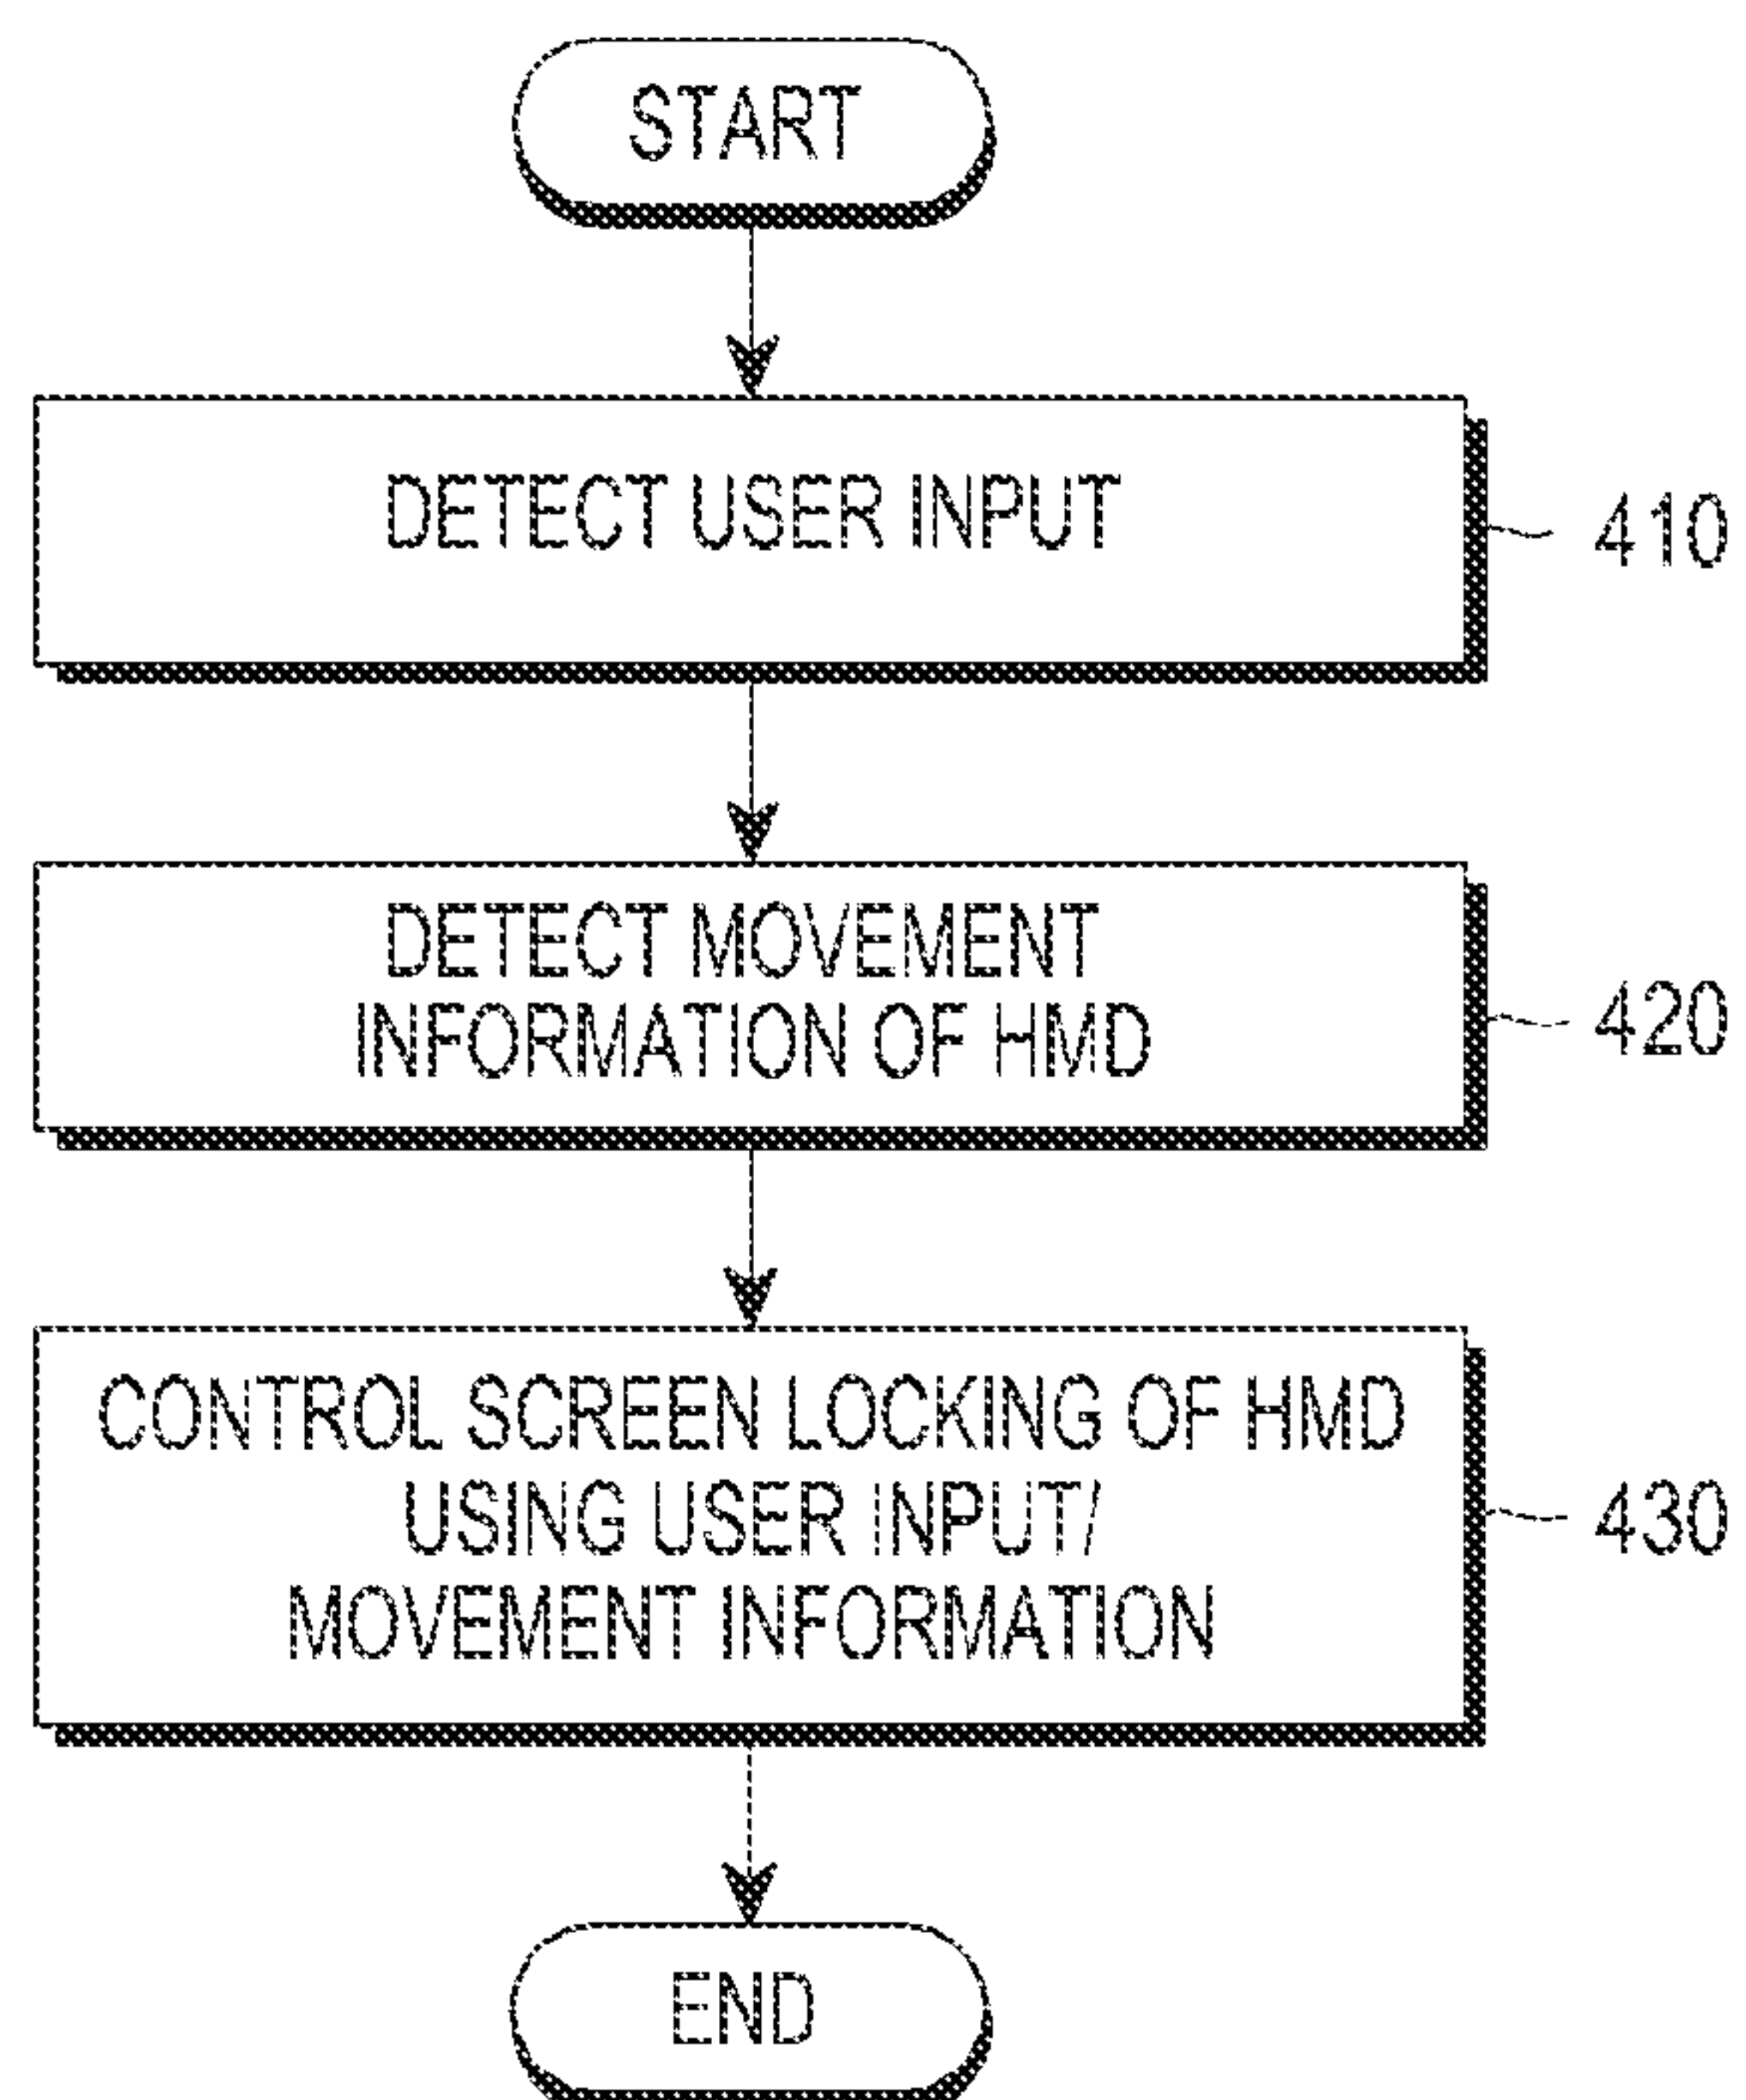 START
DETECT USER INPUT
410
DETECT MOVEMENT
INFORMATION OF HMD
420
CONTROL SCREEN LOCKING OF HMD
USING USER INPUT/
MOVEMENT INFORMATION
430
END